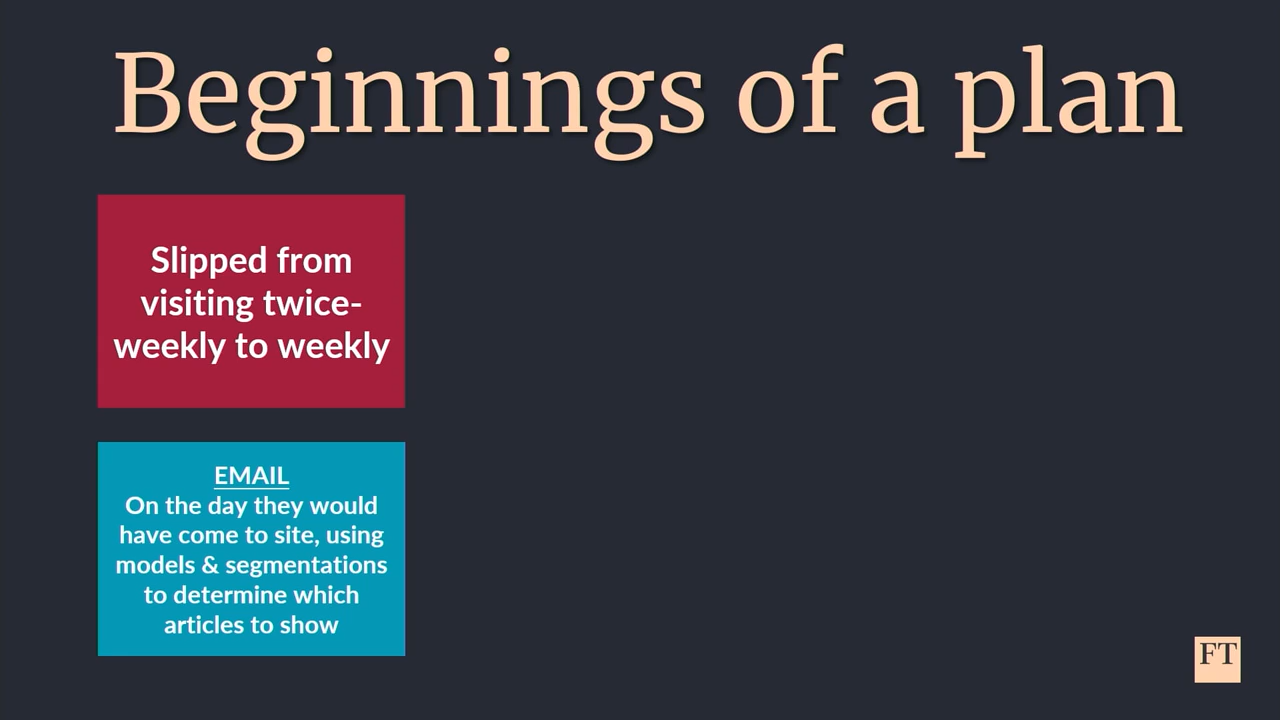 Beginnings of a plan
Slipped from
visiting twice-
weekly to weekly
EMAIL
On the day they would
have come to site, using
models & segmentations
to determine which
articles to show
FT